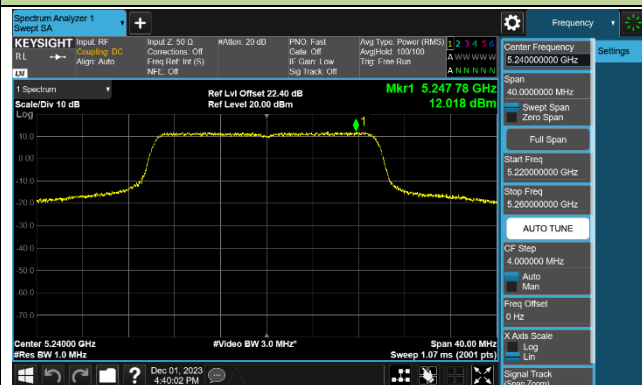 Spectrum Analyzer 1
Swept SA
Frequency
KEYSIGHT
RL
LXI
Input: RF
Coupling: DC
Align: Auto
Input Z: 50 Ω
Corrections: Off
Freq Ref: Int (S)
NFE: Off
#Atten: 20 dB
PNO: Fast
Gate: Off
IF Gain: Low
Sig Track: Off
Avg Type: Power (RMS)
Avg|Hold: 100/100
Trig: Free Run
1 2 3 4 5 6
A W W W W W
A N N N N N
1 Spectrum
Scale/Div 10 dB
Log
Ref Lvl Offset 22.40 dB
Ref Level 20.00 dBm
Mkr1 5.247 78 GHz
12.018 dBm
1
10.0
0.00
-10.0
-20.0
-30.0
-40.0
-50.0
-60.0
-70.0
Center 5.24000 GHz
#Res BW 1.0 MHz
#Video BW 3.0 MHz*
Span 40.00 MHz
Sweep 1.07 ms (2001 pts)
Dec 01, 2023
4:40:02 PM
Center Frequency
5.240000000 GHz
Span
40.0000000 MHz
Swept Span
Zero Span
Full Span
Start Freq
5.220000000 GHz
Stop Freq
5.260000000 GHz
AUTO TUNE
CF Step
4.000000 MHz
Auto
Man
Freq Offset
0 Hz
X Axis Scale
Log
Lin
Signal Track
(Span Zoom)
Settings